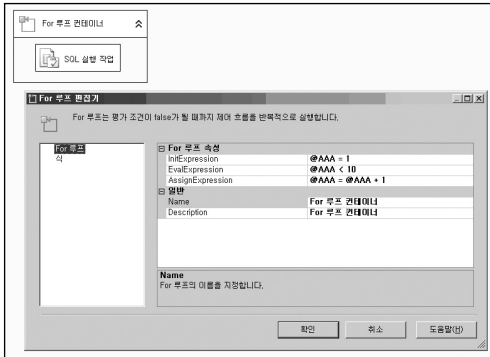 For 루프 컨테이너
SQL 실행 작업
For 루프 편집기
For 루프는 평가 조건이 false가 될 때까지 제어 흐름을 반복적으로 실행합니다.
For 루프
식
For 루프 속성
InitExpression @AAA = 1
EvalExpression @AAA < 10
AssignExpression @AAA = @AAA + 1
일반
Name For 루프 컨테이너
Description For 루프 컨테이너
Name
For 루프의 이름을 지정합니다.
확인 취소 도움말(H)